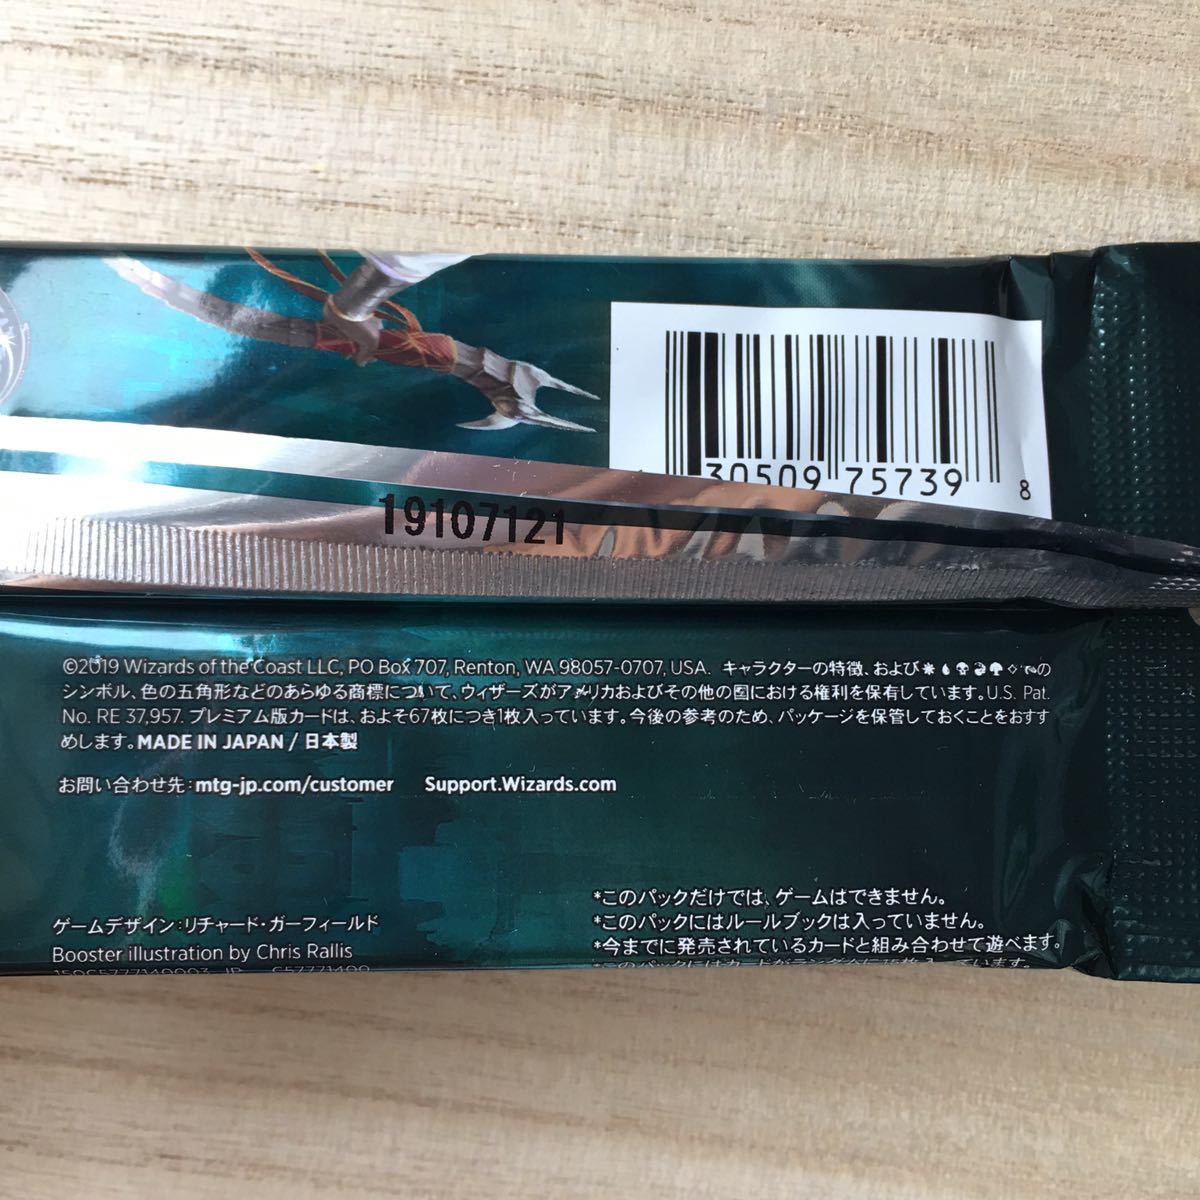 30509 75739 8
19107121
©2019 Wizards of the Coast LLC, PO Box 707, Renton, WA 98057-0707, USA. キャラクターの特徴、および の
シンボル、色の五角形などのあらゆる商標について、ウィザーズがアメリカおよびその他の国における権利を保有しています。U.S. Pat.
No. RE 37,957. プレミアム版カードは、およそ67枚につき1枚入っています。今後の参考のため、パッケージを保管しておくことをおすす
めします。MADE IN JAPAN / 日本製
お問い合わせ先：mtg-jp.com/customer Support.Wizards.com
*このパックだけでは、ゲームはできません。
*このパックにはルールブックは入っていません。
*今までに発売されているカードと組み合わせて遊べます。
ゲームデザイン：リチャード・ガーフィールド
Booster illustration by Chris Rallis